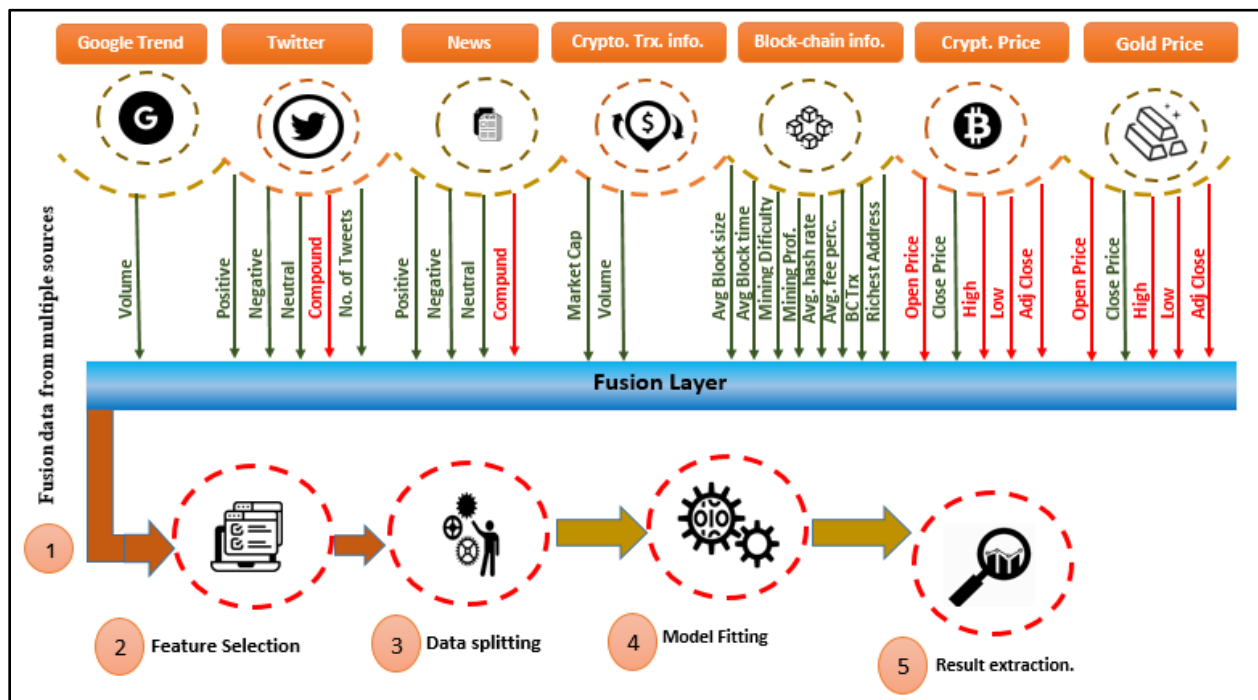 Google Trend
Twitter
News
Crypto. Trx. info.
Block-chain info.
Crypt. Price
Gold Price
G
$
Volume
Positive
Negative
Neutral
Compound
No. of Tweets
Positive
Negative
Neutral
Compund
Market Cap
Volume
Avg Block size
Avg Block time
Mining Dificulty
Mining Prof.
Avg. hash rate
Avg. fee perc.
BC Trx
Richest Address
Open Price
Close Price
High
Low
Adj Close
Open Price
Close Price
High
Low
Adj Close
Fusion data from multiple sources
Fusion Layer
1
2
Feature Selection
3
Data splitting
4
Model Fitting
5
Result extraction.